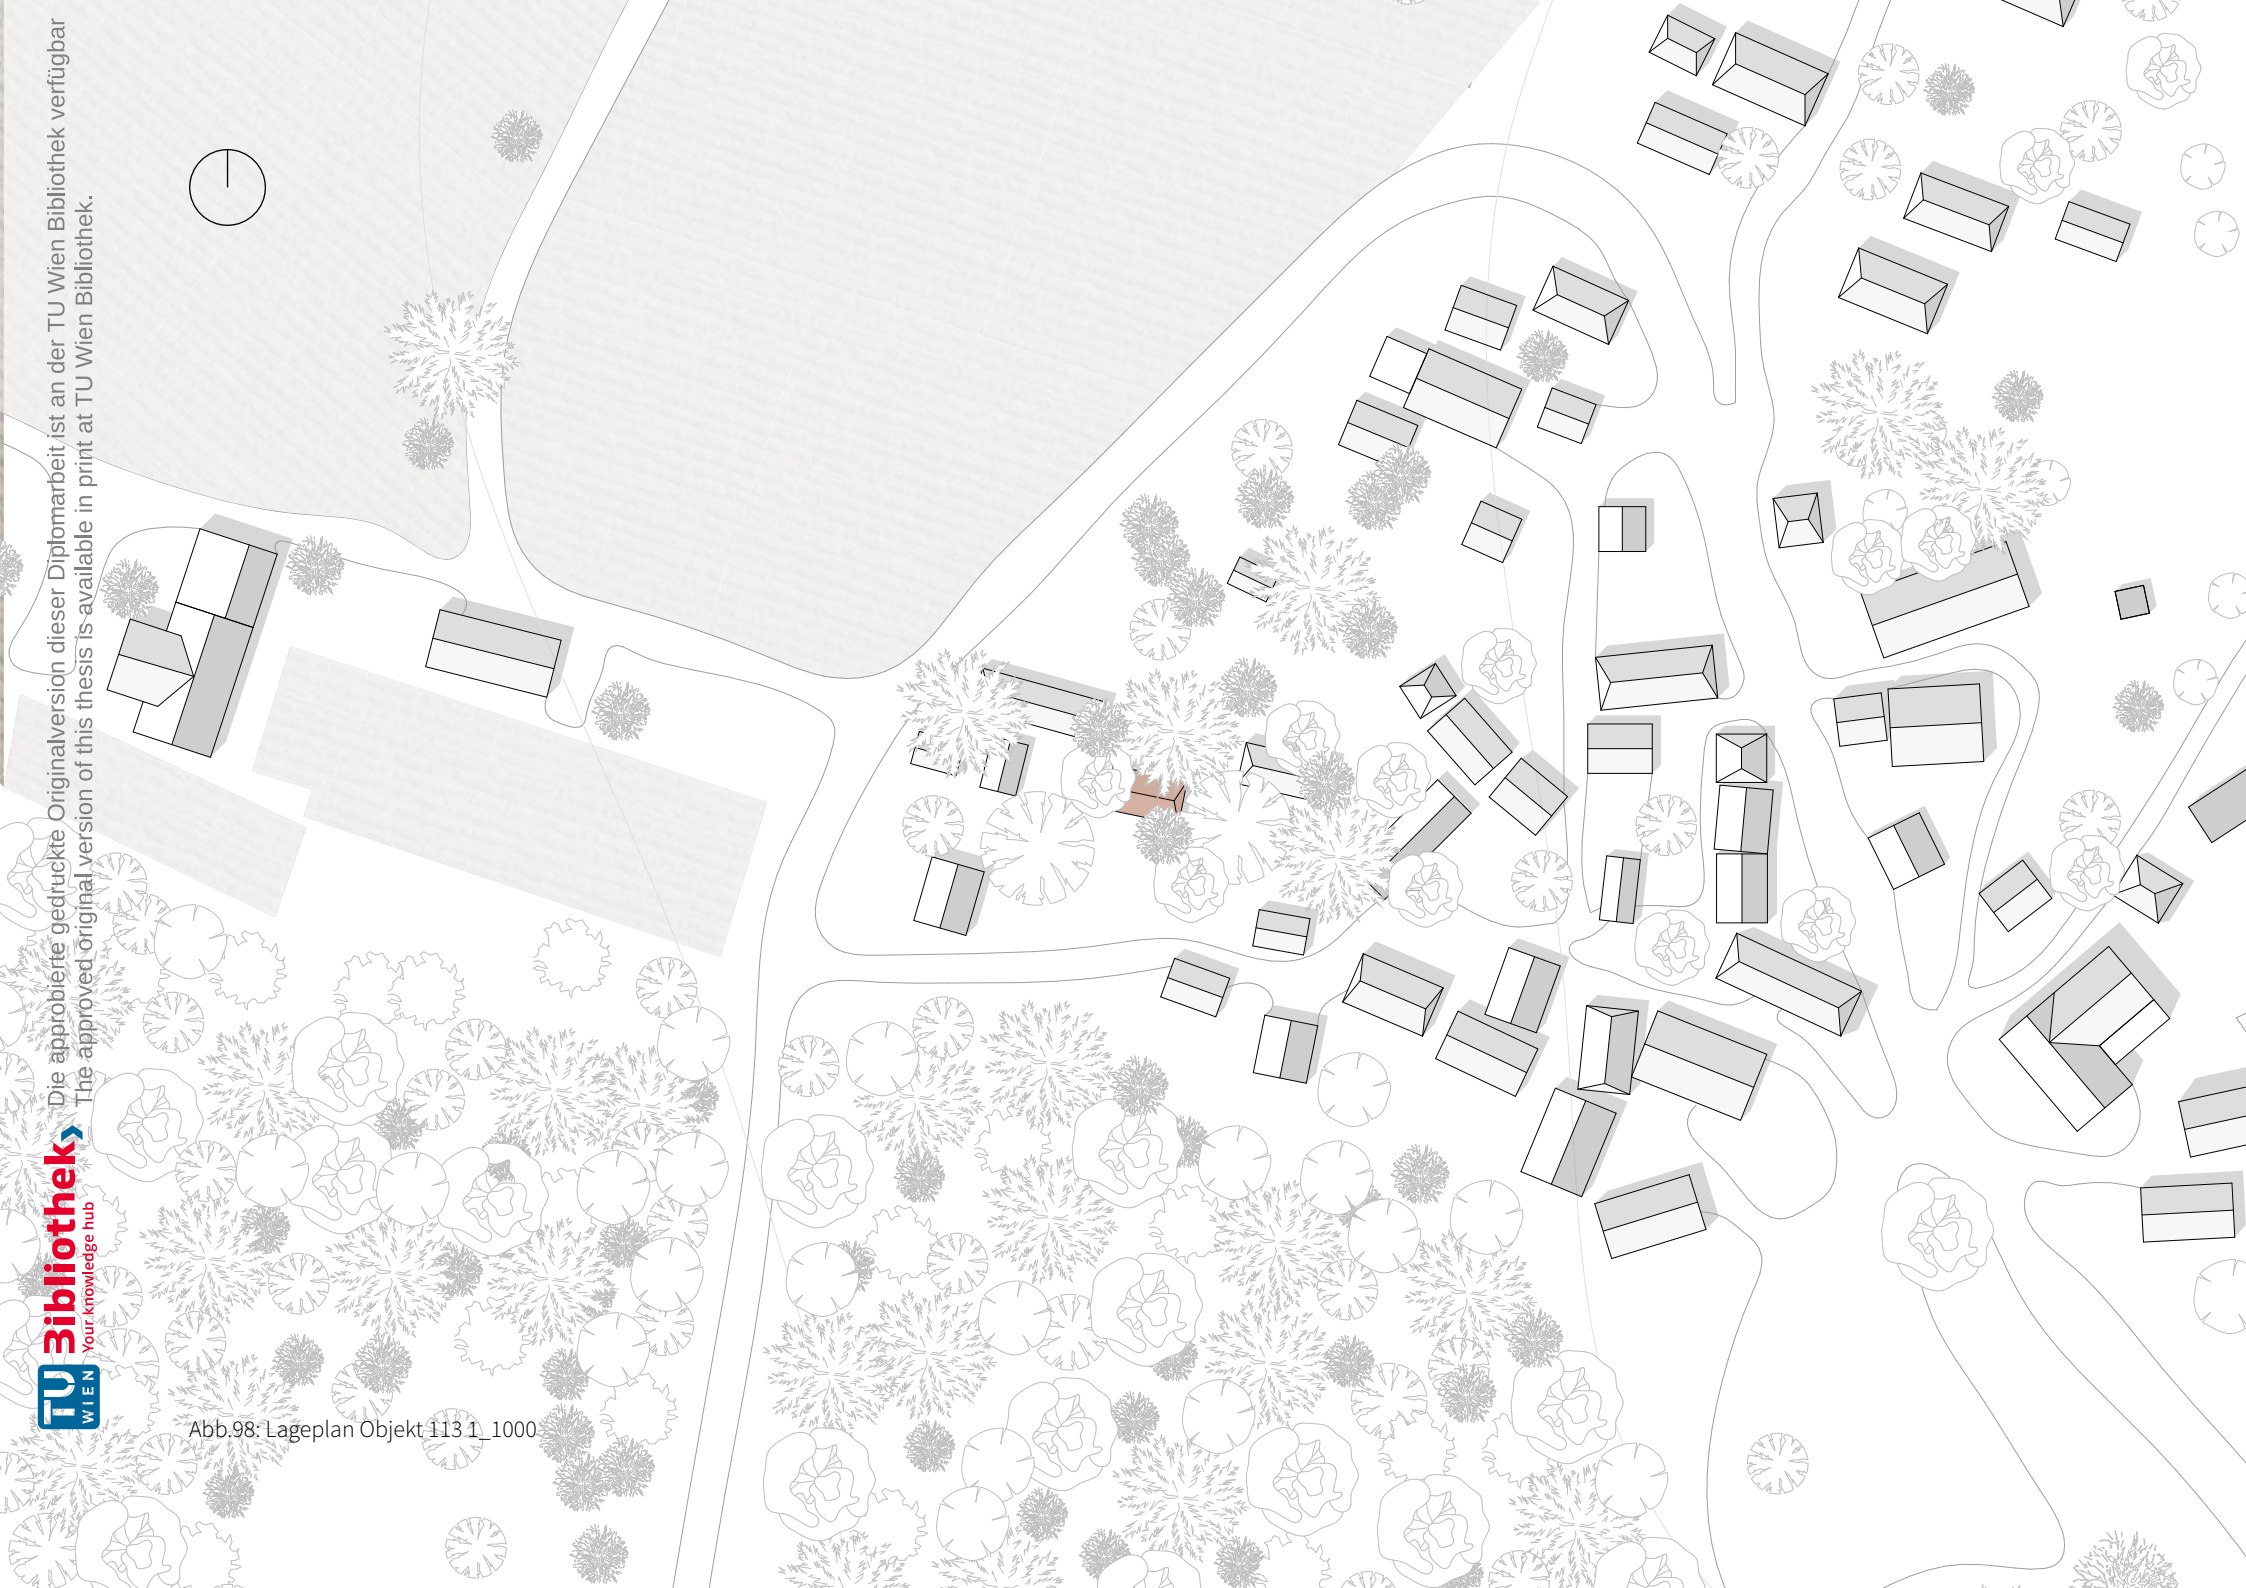 Die approbierte gedruckte Originalversion dieser Diplomarbeit ist an der TU Wien Bibliothek verfügbar
The approved original version of this thesis is available in print at TU Wien Bibliothek.
Bibliothek
Your knowledge hub
TU
WIEN
Abb.98: Lageplan Objekt 113 1_1000